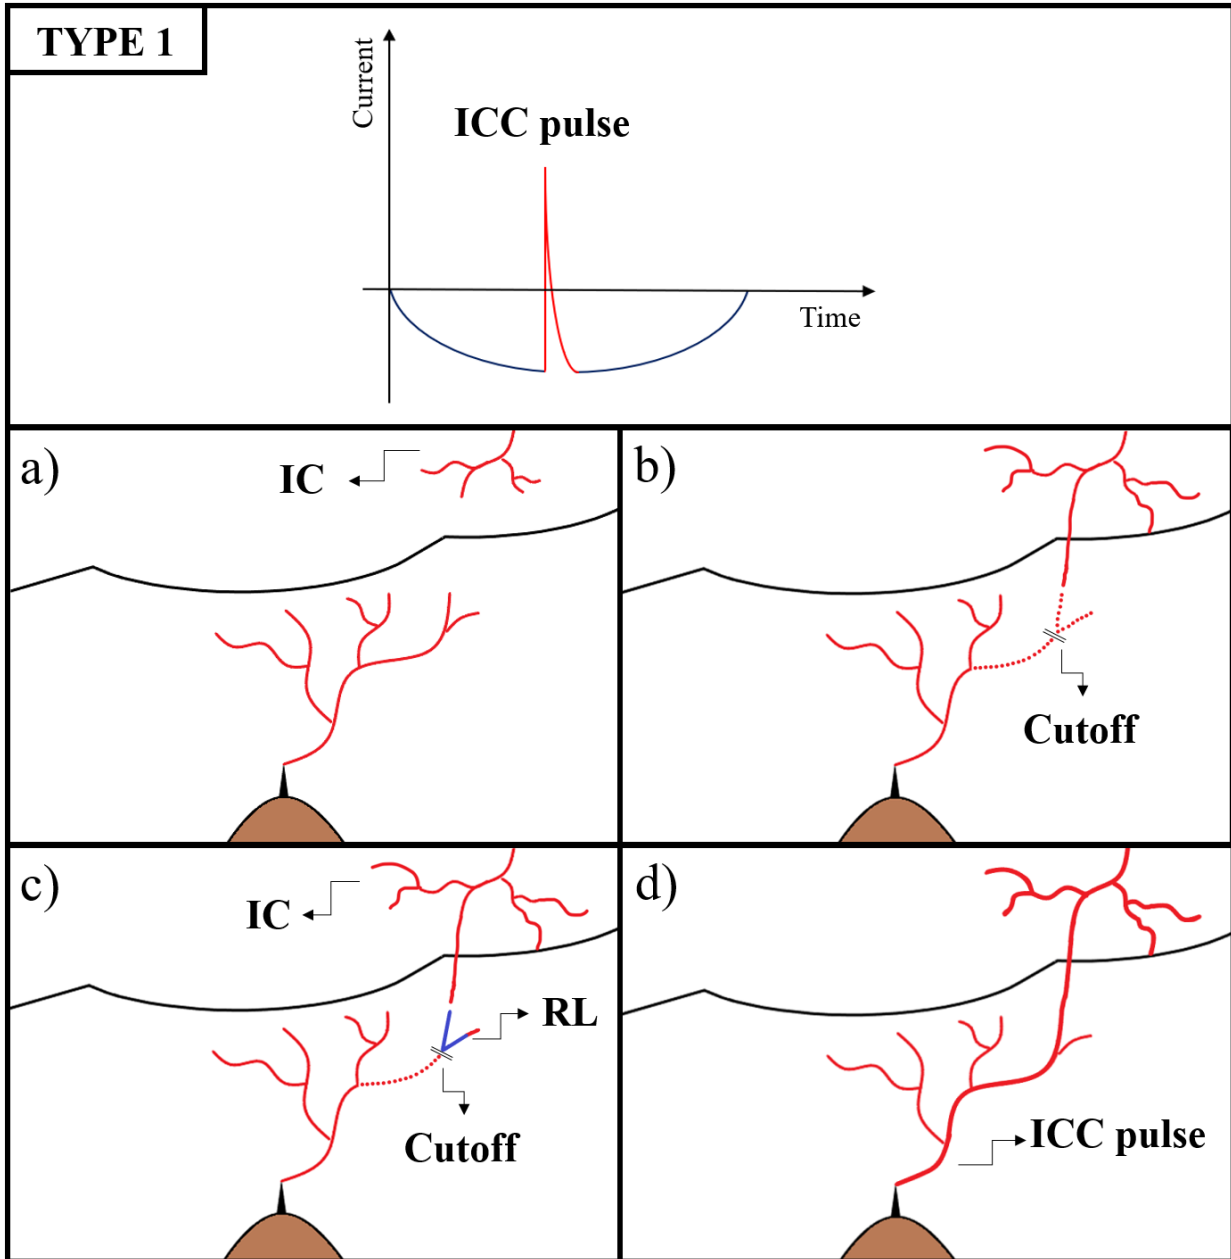 TYPE 1
Current
ICC pulse
Time
a)
IC
b)
Cutoff
c)
IC
RL
Cutoff
d)
ICC pulse